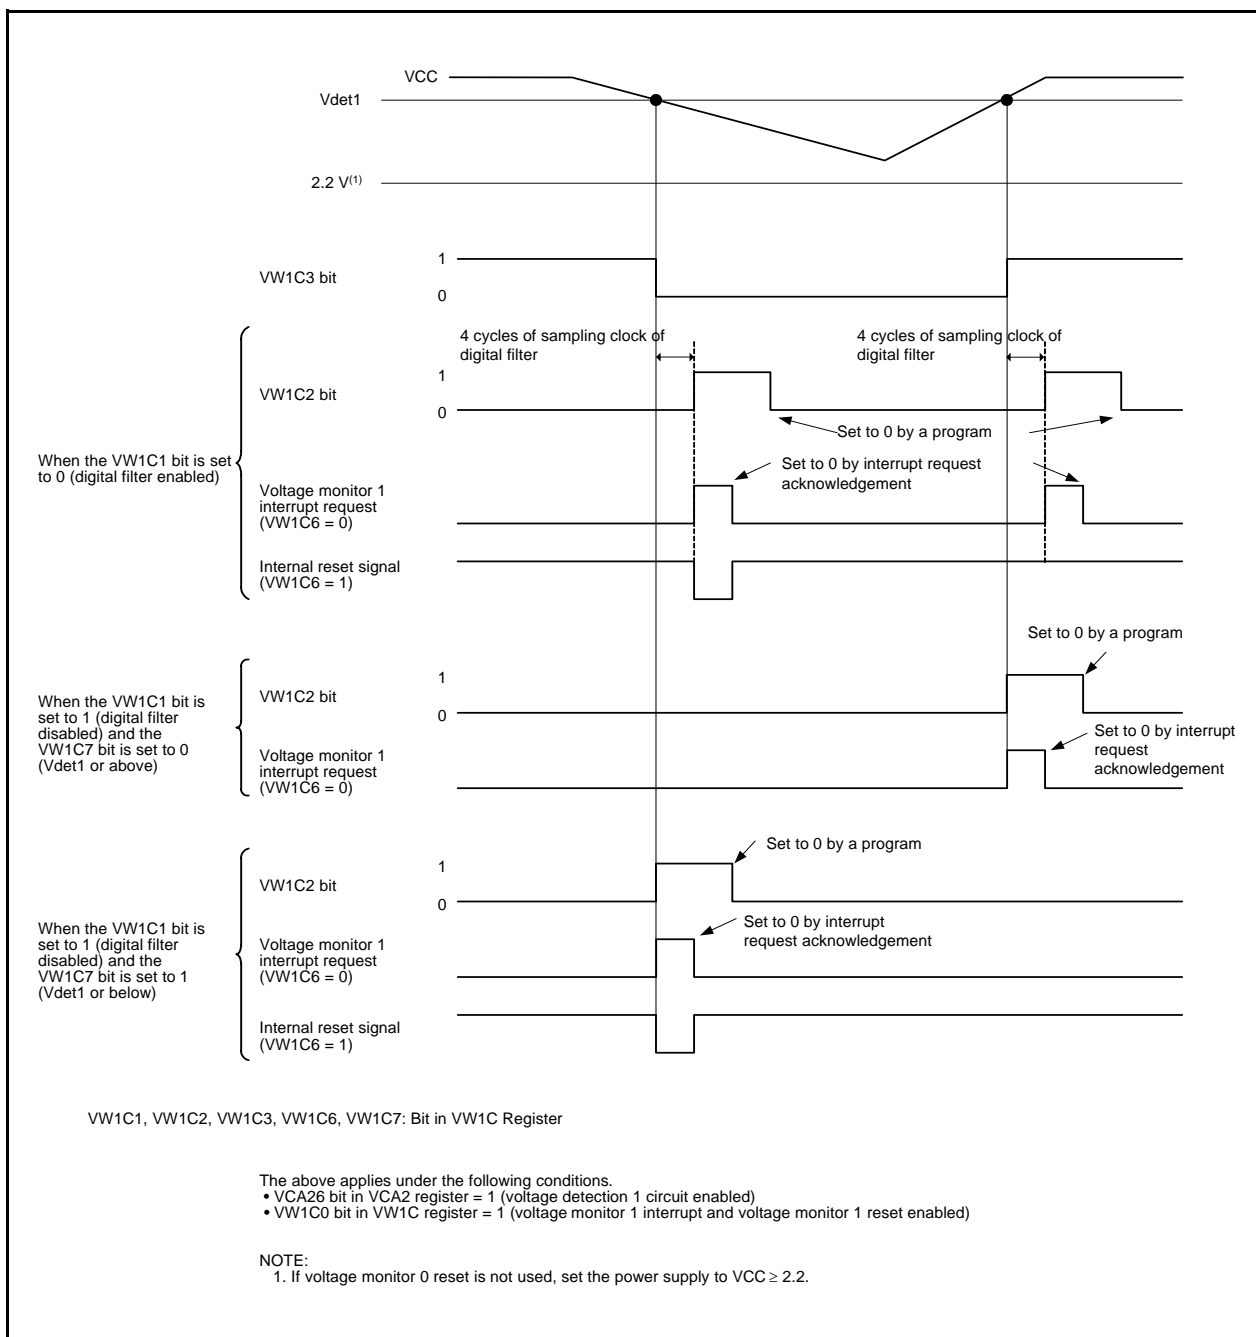 VCC
Vdet1
2.2 V(1)
1
VW1C3 bit
0
4 cycles of sampling clock of
digital filter
4 cycles of sampling clock of
digital filter
1
VW1C2 bit
0
Set to 0 by a program
When the VW1C1 bit is set
to 0 (digital filter enabled)
Set to 0 by interrupt request
acknowledgement
Voltage monitor 1
interrupt request
(VW1C6 = 0)
Internal reset signal
(VW1C6 = 1)
Set to 0 by a program
1
VW1C2 bit
0
When the VW1C1 bit is
set to 1 (digital filter
disabled) and the
VW1C7 bit is set to 0
(Vdet1 or above)
Set to 0 by interrupt
request
acknowledgement
Voltage monitor 1
interrupt request
(VW1C6 = 0)
Set to 0 by a program
1
VW1C2 bit
0
When the VW1C1 bit is
set to 1 (digital filter
disabled) and the
VW1C7 bit is set to 1
(Vdet1 or below)
Set to 0 by interrupt
request acknowledgement
Voltage monitor 1
interrupt request
(VW1C6 = 0)
Internal reset signal
(VW1C6 = 1)
VW1C1, VW1C2, VW1C3, VW1C6, VW1C7: Bit in VW1C Register
The above applies under the following conditions.
• VCA26 bit in VCA2 register = 1 (voltage detection 1 circuit enabled)
• VW1C0 bit in VW1C register = 1 (voltage monitor 1 interrupt and voltage monitor 1 reset enabled)
NOTE:
1. If voltage monitor 0 reset is not used, set the power supply to VCC ≥ 2.2.